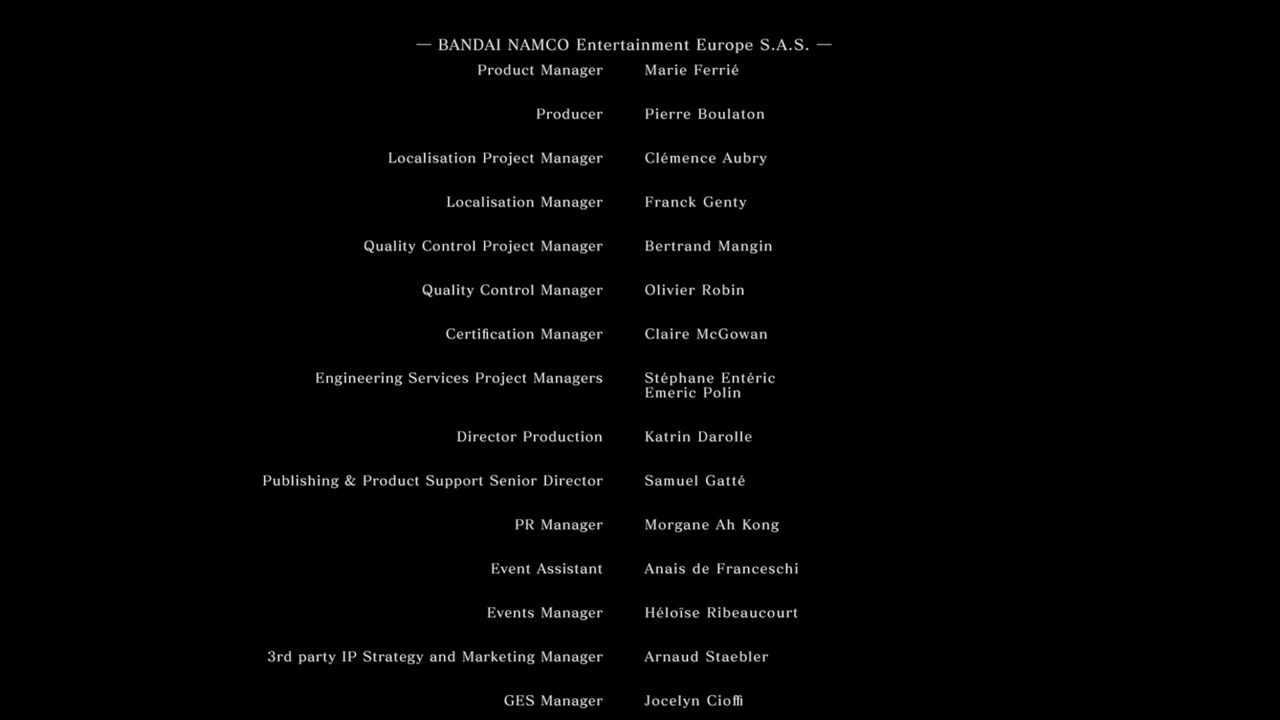 — BANDAI NAMCO Entertainment Europe S.A.S. —
Product Manager Marie Ferrié
Producer Pierre Boulaton
Localisation Project Manager Clémence Aubry
Localisation Manager Franck Genty
Quality Control Project Manager Bertrand Mangin
Quality Control Manager Olivier Robin
Certification Manager Claire McGowan
Engineering Services Project Managers Stéphane Entéric
Emeric Polin
Director Production Katrin Darolle
Publishing & Product Support Senior Director Samuel Gatté
PR Manager Morgane Ah Kong
Event Assistant Anais de Franceschi
Events Manager Héloïse Ribeaucourt
3rd party IP Strategy and Marketing Manager Arnaud Staebler
GES Manager Jocelyn Cioffi